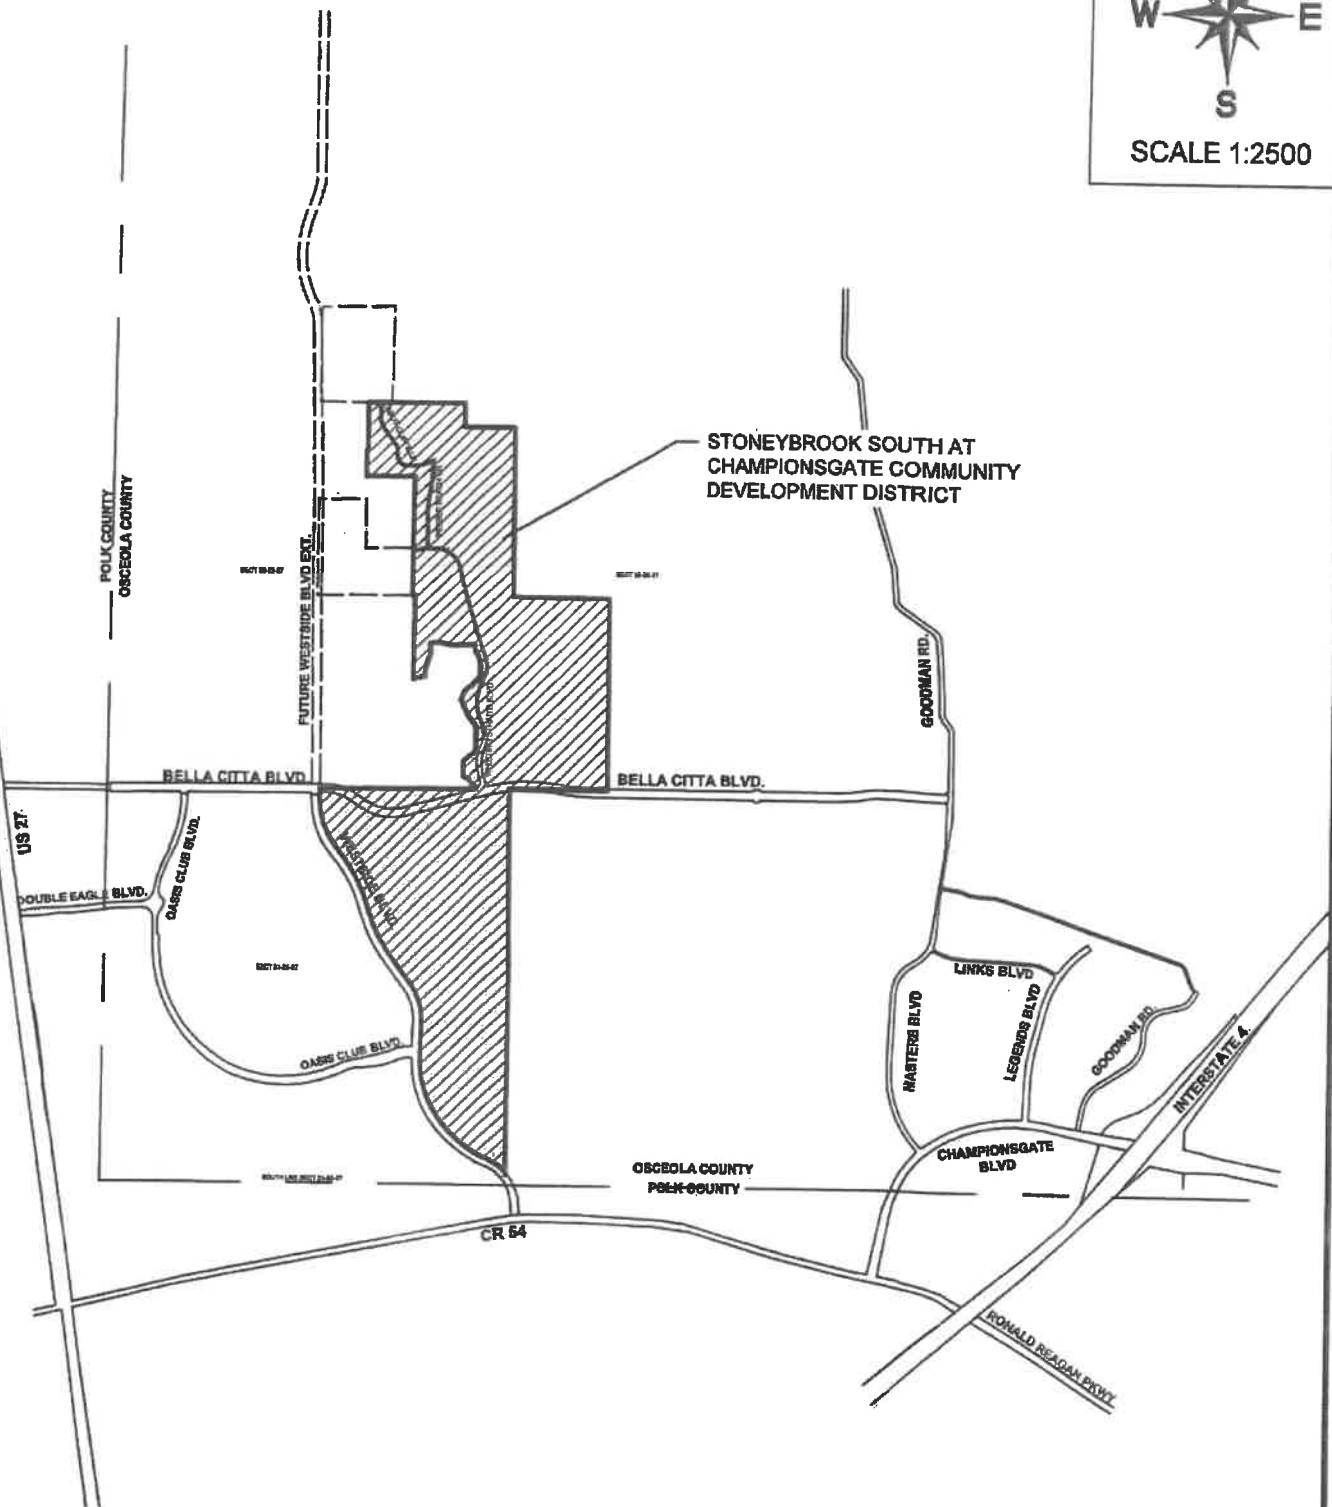 W
E
S
SCALE 1:2500
STONEYBROOK SOUTH AT
CHAMPIONSGATE COMMUNITY
DEVELOPMENT DISTRICT
POLK COUNTY
OSCEOLA COUNTY
FUTURE WESTSIDE BLVD EXT.
GOODMAN RD.
BELLA CITTA BLVD.
BELLA CITTA BLVD.
US 27
OASIS CLUB BLVD.
WESTSIDE BLVD.
DOUBLE EAGLE BLVD.
LINKS BLVD
MASTERS BLVD
LEGENDS BLVD
GOODMAN RD.
INTERSTATE 4
OASIS CLUB BLVD.
CHAMPIONSGATE
BLVD
OSCEOLA COUNTY
POLK COUNTY
CR 54
RONALD REAGAN PKWY